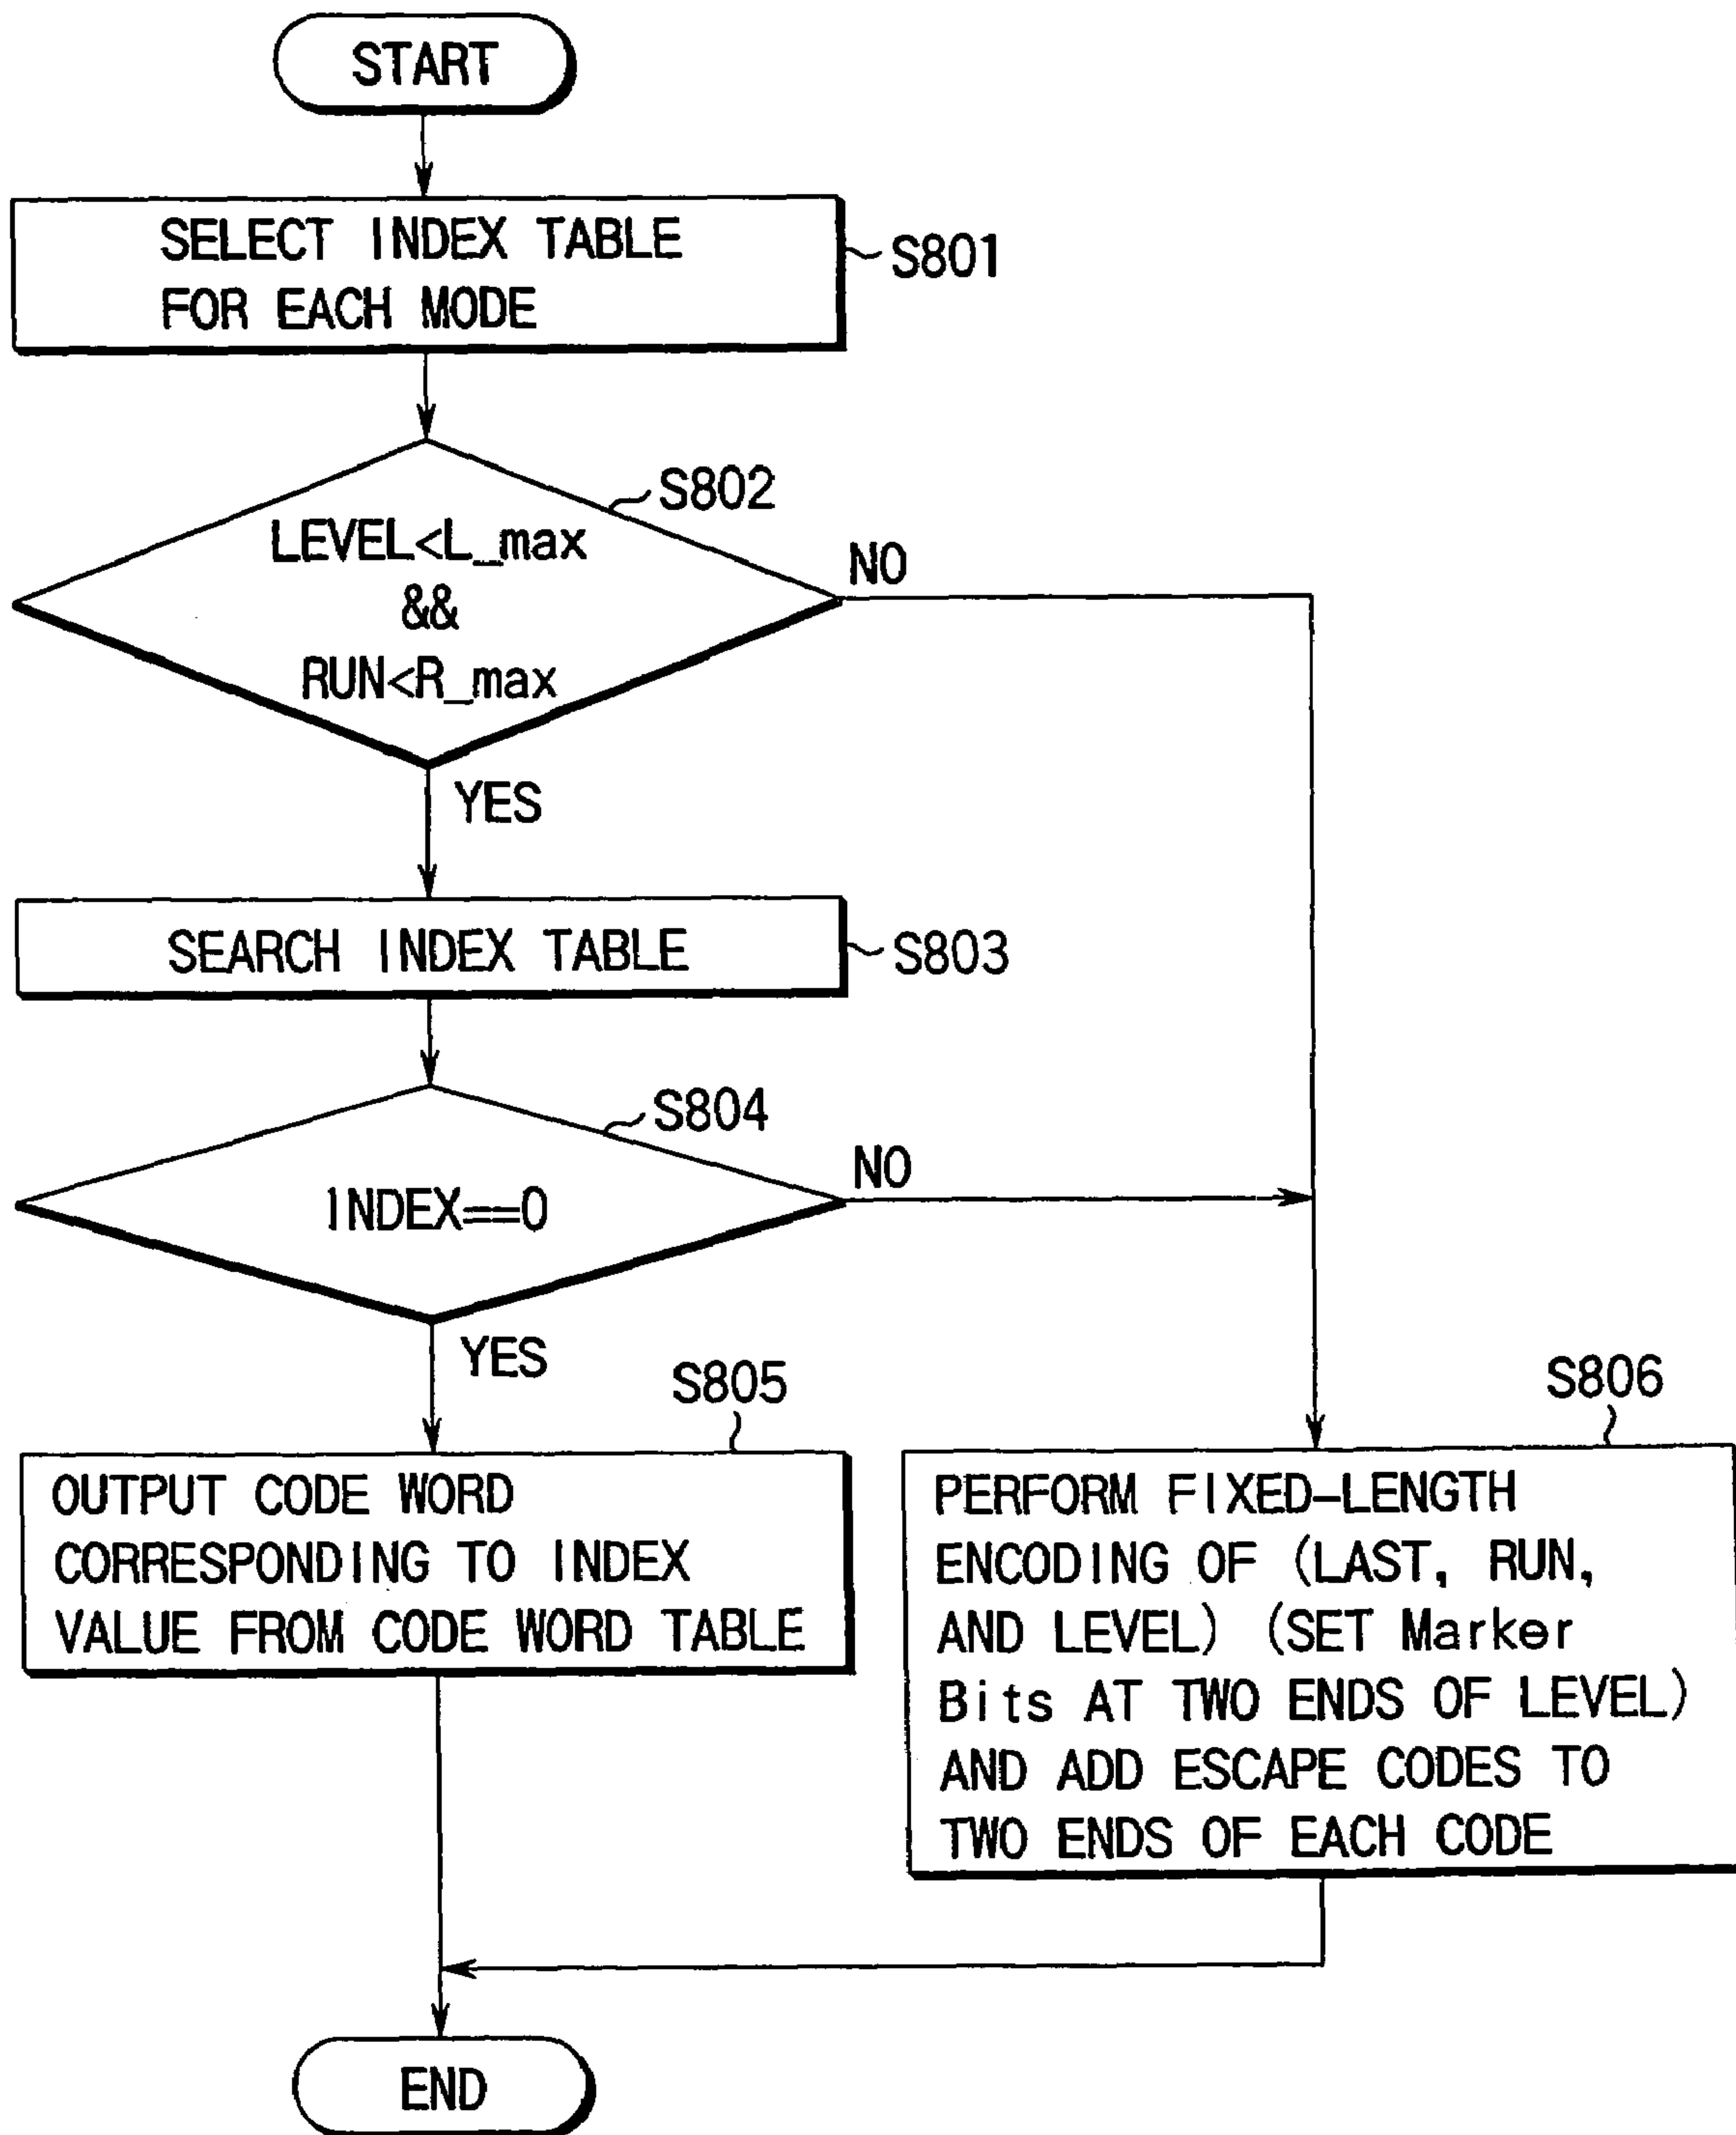 START
SELECT INDEX TABLE
FOR EACH MODE
S801
S802
LEVEL<L_max
&&
RUN<R_max
NO
YES
SEARCH INDEX TABLE
S803
S804
INDEX==0
NO
YES
S805
OUTPUT CODE WORD
CORRESPONDING TO INDEX
VALUE FROM CODE WORD TABLE
S806
PERFORM FIXED-LENGTH
ENCODING OF (LAST, RUN,
AND LEVEL) (SET Marker
Bits AT TWO ENDS OF LEVEL)
AND ADD ESCAPE CODES TO
TWO ENDS OF EACH CODE
END